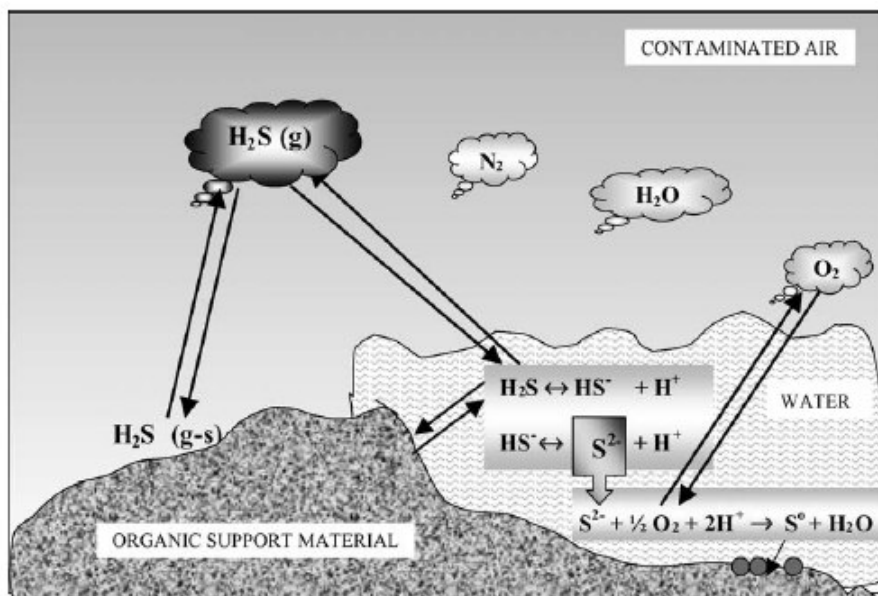 CONTAMINATED AIR
H₂S (g)
N₂
H₂O
O₂
H₂S ↔ HS⁻ + H⁺
WATER
H₂S (g-s)
HS⁻ ↔ S²⁻ + H⁺
S²⁻ + ½ O₂ + 2H⁺ → S° + H₂O
ORGANIC SUPPORT MATERIAL